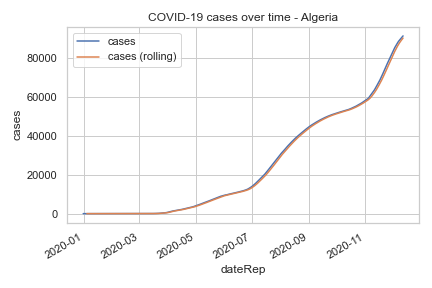 COVID-19 cases over time - Algeria
cases
cases (rolling)
80000
60000
40000
20000
0
cases
2020-01
2020-03
2020-05
2020-07
2020-09
2020-11
dateRep